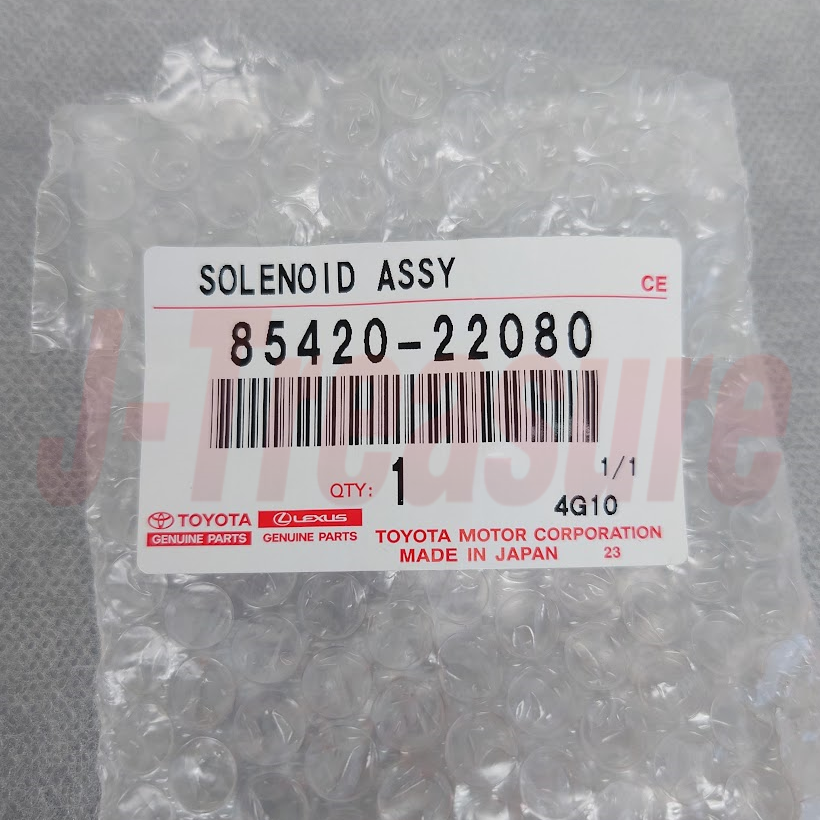 SOLENOID ASSY
CE
85420-22080
J-Treasure
QTY: 1
1/1
4G10
TOYOTA LEXUS
GENUINE PARTS GENUINE PARTS
TOYOTA MOTOR CORPORATION
MADE IN JAPAN 23